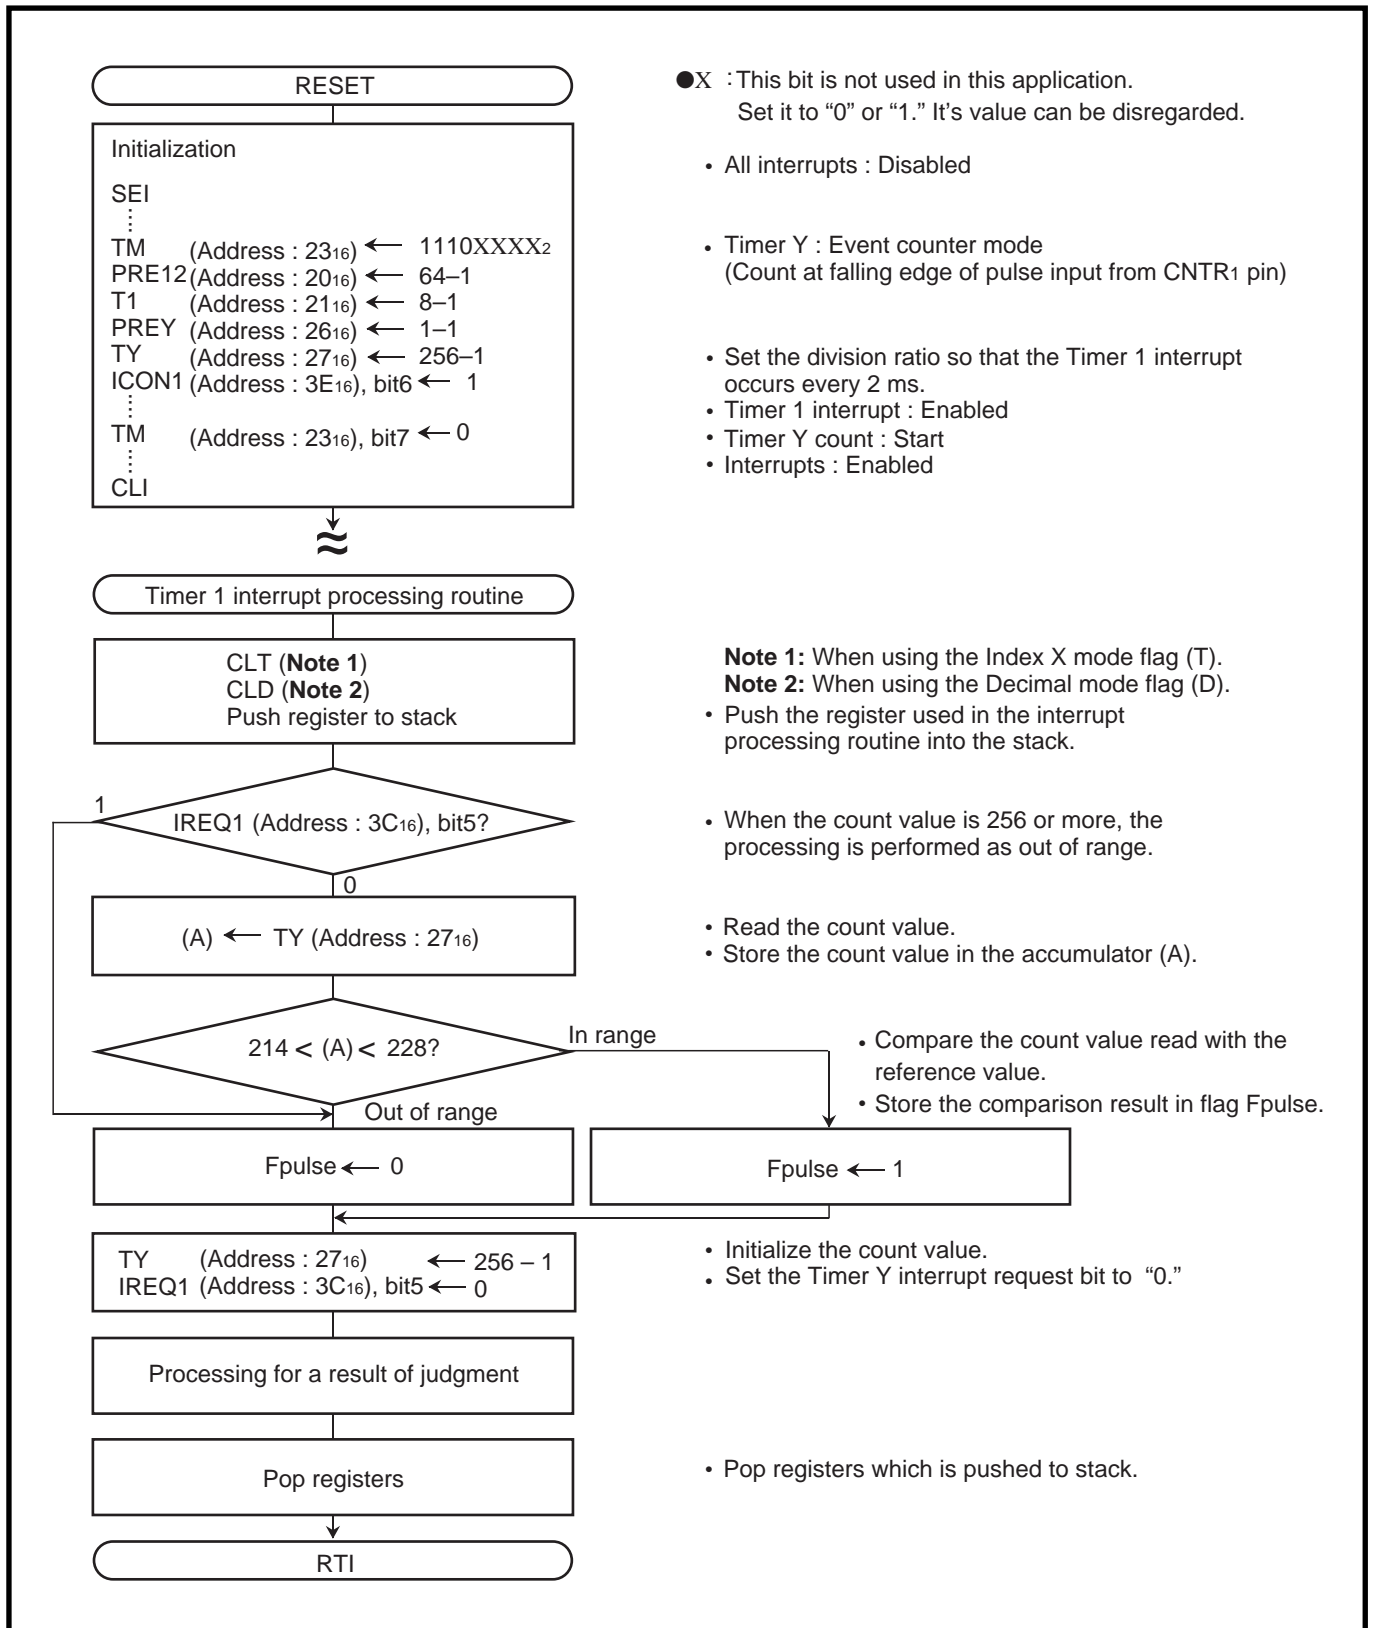 RESET
●X : This bit is not used in this application.
Set it to “0” or “1.” It’s value can be disregarded.
Initialization
• All interrupts : Disabled
SEI
TM (Address : 2316) ← 1110XXXX2
• Timer Y : Event counter mode
PRE12 (Address : 2016) ← 64–1
(Count at falling edge of pulse input from CNTR1 pin)
T1 (Address : 2116) ← 8–1
PREY (Address : 2616) ← 1–1
TY (Address : 2716) ← 256–1
• Set the division ratio so that the Timer 1 interrupt
ICON1 (Address : 3E16), bit6 ← 1
occurs every 2 ms.
• Timer 1 interrupt : Enabled
TM (Address : 2316), bit7 ← 0
• Timer Y count : Start
• Interrupts : Enabled
CLI
≈
Timer 1 interrupt processing routine
CLT (Note 1)
Note 1: When using the Index X mode flag (T).
CLD (Note 2)
Note 2: When using the Decimal mode flag (D).
Push register to stack
• Push the register used in the interrupt
processing routine into the stack.
1
IREQ1 (Address : 3C16), bit5?
• When the count value is 256 or more, the
processing is performed as out of range.
0
(A) ← TY (Address : 2716)
• Read the count value.
• Store the count value in the accumulator (A).
214 < (A) < 228?
In range
• Compare the count value read with the
reference value.
• Store the comparison result in flag Fpulse.
Out of range
Fpulse ← 0
Fpulse ← 1
TY (Address : 2716) ← 256 – 1
• Initialize the count value.
IREQ1 (Address : 3C16), bit5 ← 0
• Set the Timer Y interrupt request bit to “0.”
Processing for a result of judgment
Pop registers
• Pop registers which is pushed to stack.
RTI